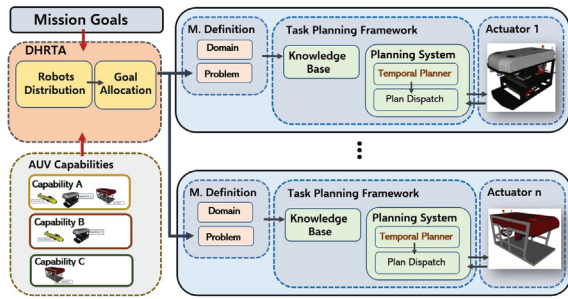 Mission Goals
DHRTA
Robots
Distribution
Goal
Allocation
AUV Capabilities
Capability A
Capability B
Capability C
M. Definition
Domain
Problem
Task Planning Framework
Knowledge
Base
Planning System
Temporal Planner
Plan Dispatch
Actuator 1
M. Definition
Domain
Problem
Task Planning Framework
Knowledge
Base
Planning System
Temporal Planner
Plan Dispatch
Actuator n